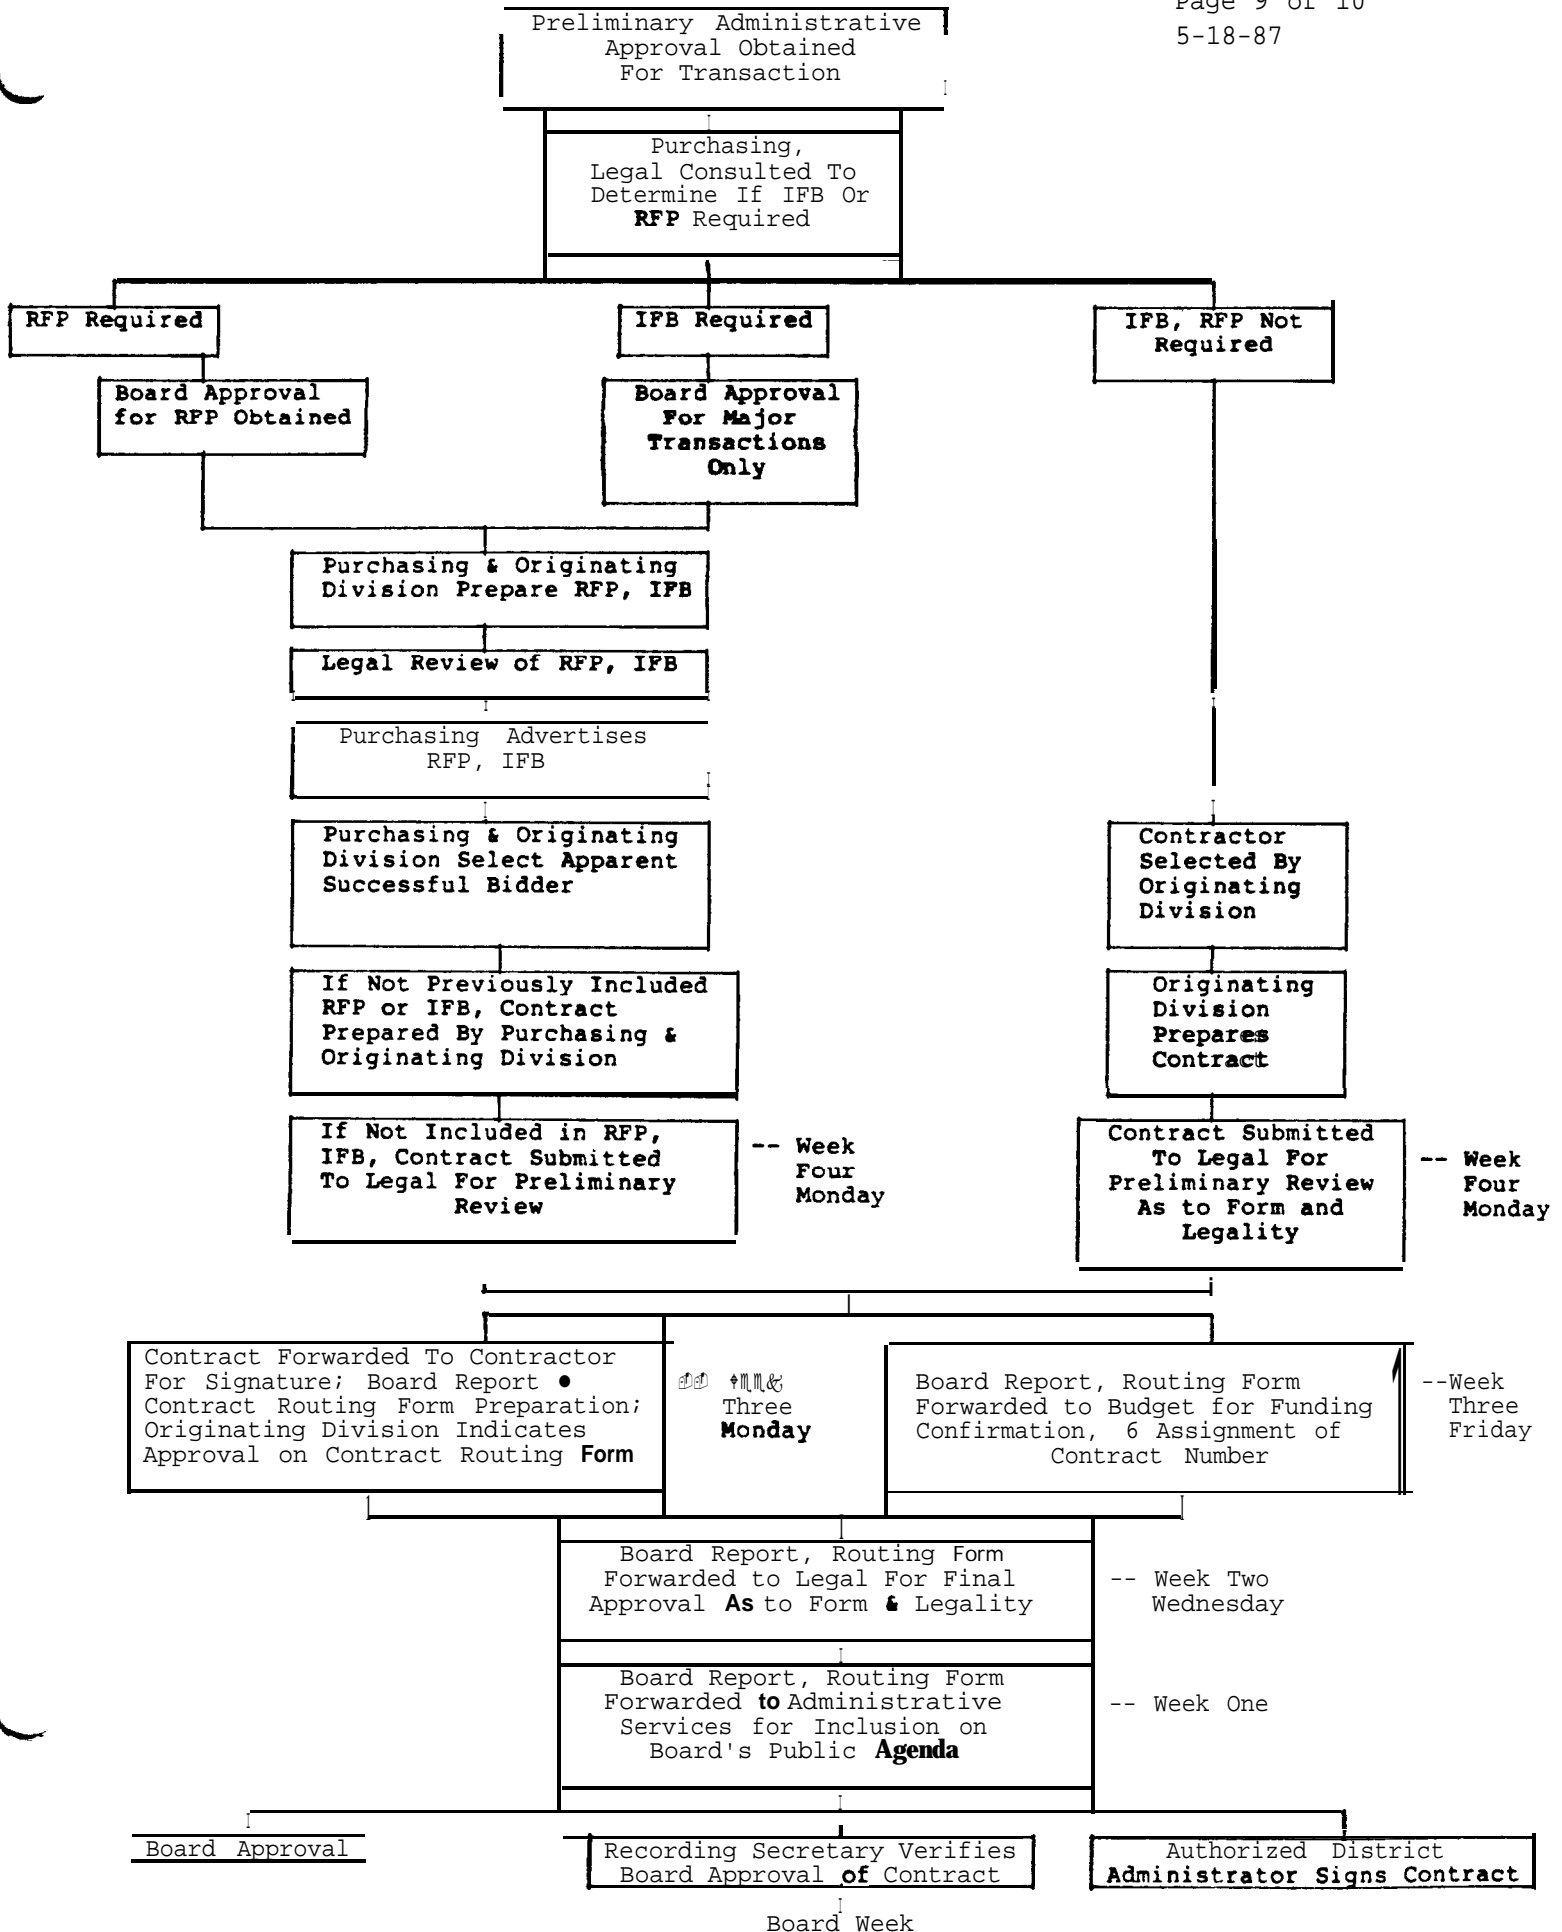 Page 9 of 10
5-18-87
Preliminary Administrative
Approval Obtained
For Transaction
Purchasing,
Legal Consulted To
Determine If IFB Or
RFP Required
RFP Required
IFB Required
IFB, RFP Not
Required
Board Approval
for RFP Obtained
Board Approval
For Major
Transactions
Only
Purchasing & Originating
Division Prepare RFP, IFB
Legal Review of RFP, IFB
Purchasing Advertises
RFP, IFB
Purchasing & Originating
Division Select Apparent
Successful Bidder
Contractor
Selected By
Originating
Division
If Not Previously Included
RFP or IFB, Contract
Prepared By Purchasing &
Originating Division
Originating
Division
Prepares
Contract
If Not Included in RFP,
IFB, Contract Submitted
To Legal For Preliminary
Review
-- Week
Four
Monday
Contract Submitted
To Legal For
Preliminary Review
As to Form and
Legality
-- Week
Four
Monday
Contract Forwarded To Contractor
For Signature; Board Report •
Contract Routing Form Preparation;
Originating Division Indicates
Approval on Contract Routing Form
Three
Monday
Board Report, Routing Form
Forwarded to Budget for Funding
Confirmation, 6 Assignment of
Contract Number
--Week
Three
Friday
Board Report, Routing Form
Forwarded to Legal For Final
Approval As to Form & Legality
-- Week Two
Wednesday
Board Report, Routing Form
Forwarded to Administrative
Services for Inclusion on
Board's Public Agenda
-- Week One
Board Approval
Recording Secretary Verifies
Board Approval of Contract
Authorized District
Administrator Signs Contract
Board Week